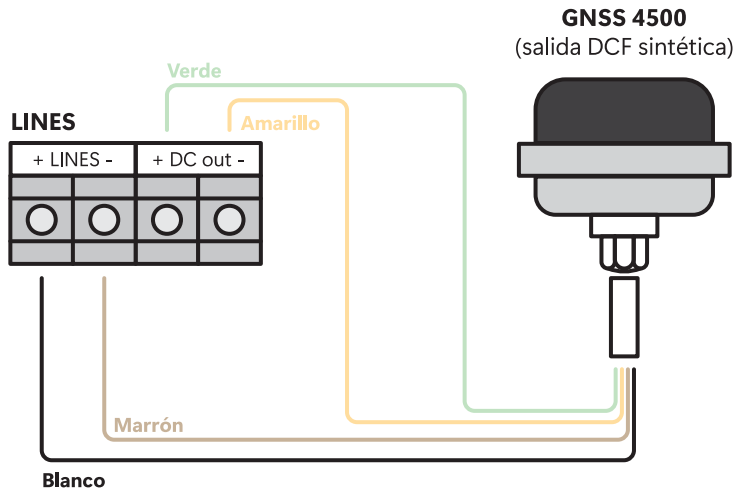 GNSS 4500
(salida DCF sintética)
Verde
LINES
Amarillo
+ LINES -
+ DC out -
Marrón
Blanco